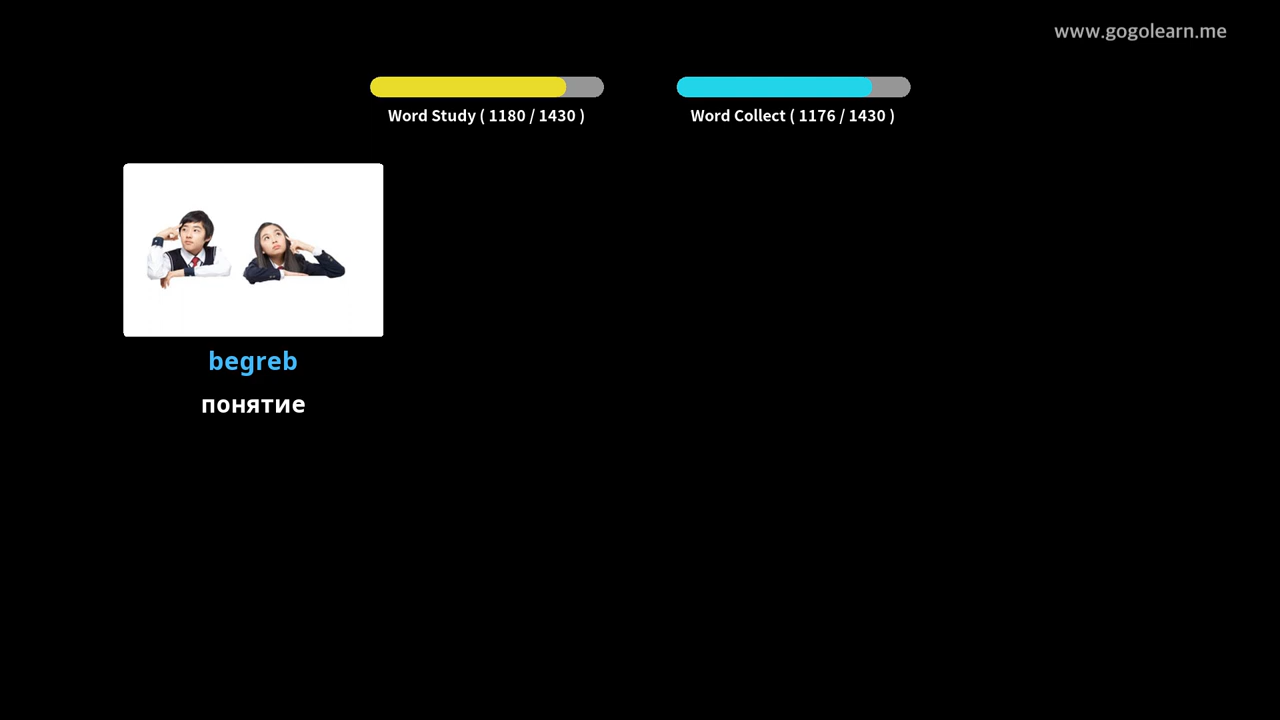 www.gogolearn.me
Word Study ( 1180 / 1430 )
Word Collect ( 1176 / 1430 )
begreb
понятие